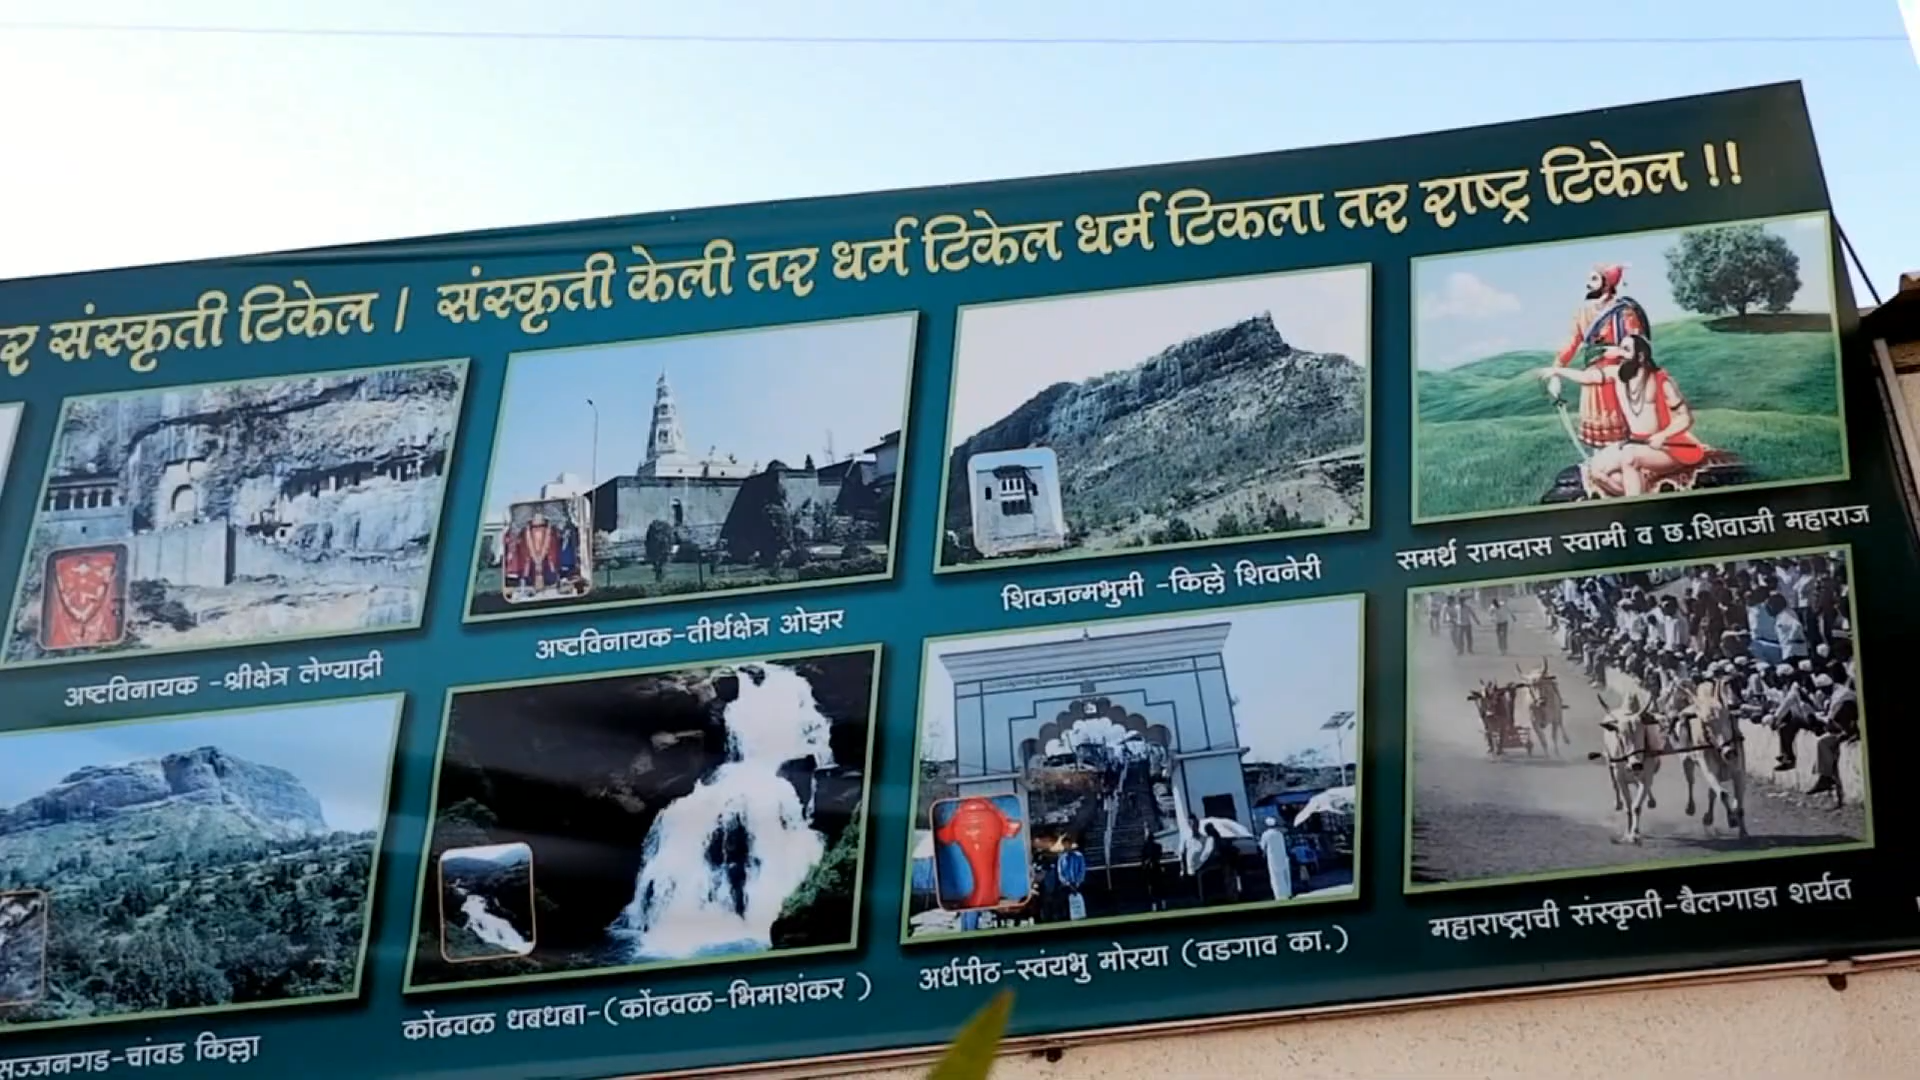 संस्कृती टिकेल / संस्कृती केली तर धर्म टिकेल धर्म टिकला तर राष्ट्र टिकेल !!
अष्टविनायक -श्रीक्षेत्र लेण्याद्री
अष्टविनायक-तीर्थक्षेत्र ओझर
शिवजन्मभुमी -किल्ले शिवनेरी
समर्थ रामदास स्वामी व छ.शिवाजी महाराज
सज्जनगड-चांवड किल्ला
कोंढवळ धबधबा-(कोंढवळ-भिमाशंकर )
अर्धपीठ-स्वंयभु मोरया (वडगाव का.)
महाराष्ट्राची संस्कृती-बैलगाडा शर्यत